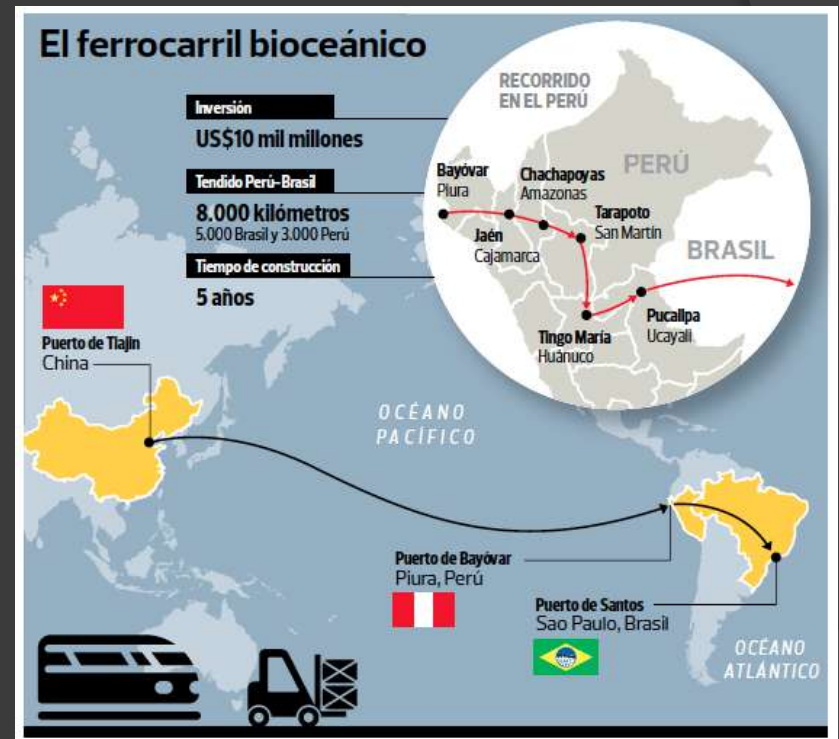 El ferrocarril bioceánico
Inversión
US$10 mil millones
Tendido Perú-Brasil
8.000 kilómetros
5.000 Brasil y 3.000 Perú
Tiempo de construcción
5 años
RECORRIDO
EN EL PERÚ
PERÚ
BRASIL
Bayóvar
Piura
Chachapoyas
Amazonas
Jaén
Cajamarca
Tarapoto
San Martín
Tingo María
Huánuco
Pucallpa
Ucayali
Puerto de Tlajin
China
OCÉANO
PACÍFICO
Puerto de Bayóvar
Piura, Perú
Puerto de Santos
Sao Paulo, Brasil
OCÉANO
ATLÁNTICO